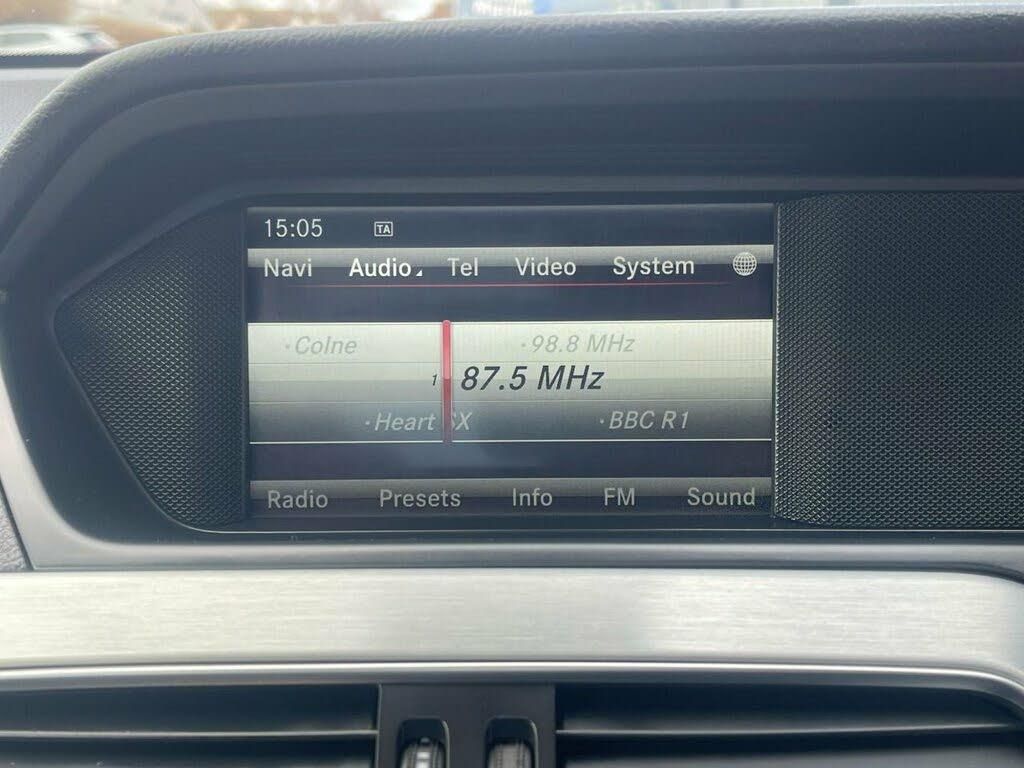 15:05 TA
Navi Audio Tel Video System
·Colne ·98.8 MHz
1 87.5 MHz
·Heart SX ·BBC R1
Radio Presets Info FM Sound